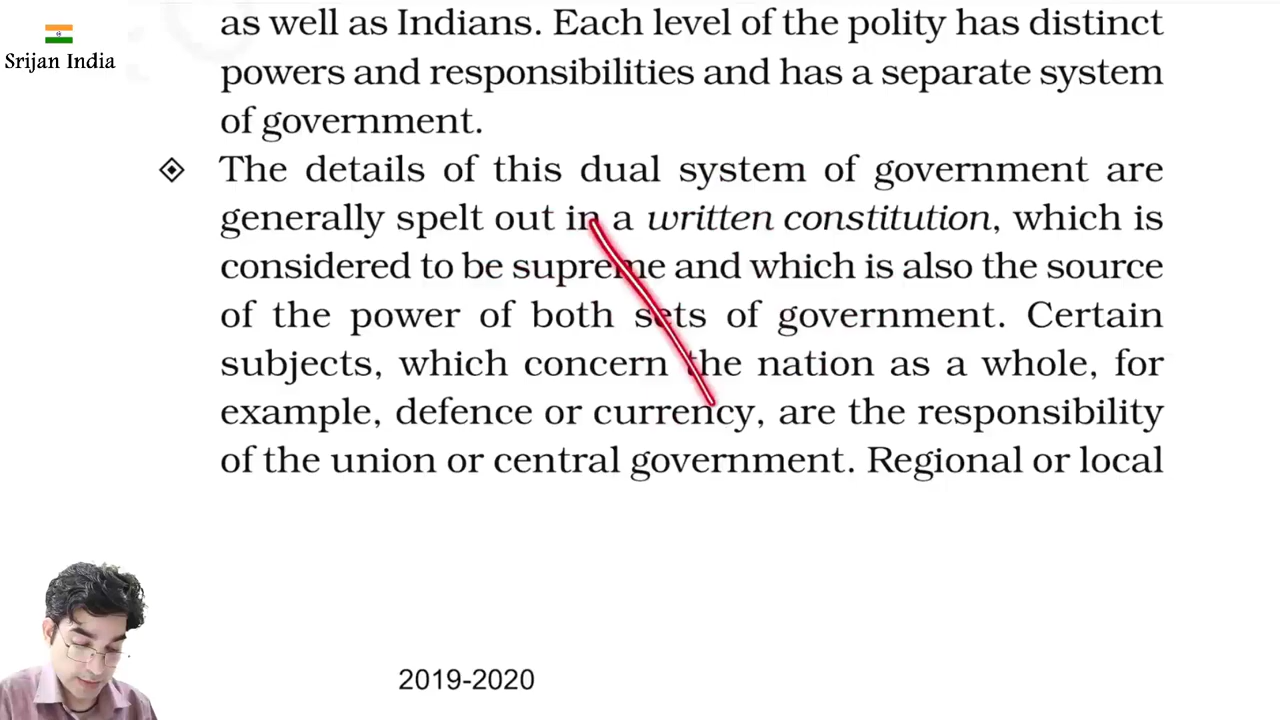 as well as Indians. Each level of the polity has distinct
Srijan India
powers and responsibilities and has a separate system
of government.
The details of this dual system of government are
generally spelt out in a written constitution, which is
considered to be supreme and which is also the source
of the power of both sets of government. Certain
subjects, which concern the nation as a whole, for
example, defence or currency, are the responsibility
of the union or central government. Regional or local
2019-2020